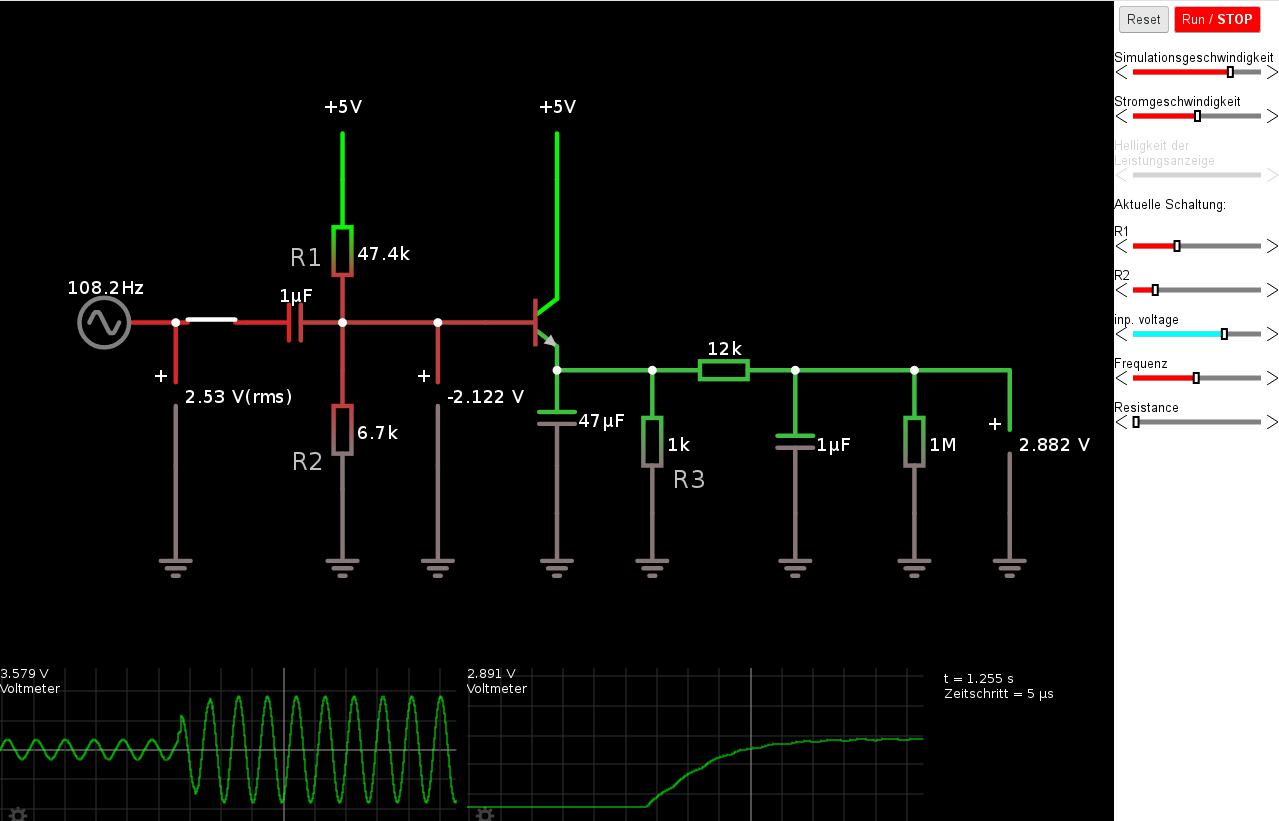 Reset
Run / STOP
Simulationsgeschwindigkeit
Stromgeschwindigkeit
Helligkeit der
Leistungsanzeige
Aktuelle Schaltung:
R1
R2
inp. voltage
Frequenz
Resistance
+5V
+5V
R1
47.4k
108.2Hz
1μF
+
2.53 V(rms)
+
-2.122 V
12k
R2
6.7k
47μF
1k
R3
1μF
1M
+
2.882 V
3.579 V
Voltmeter
2.891 V
Voltmeter
t = 1.255 s
Zeitschritt = 5 μs